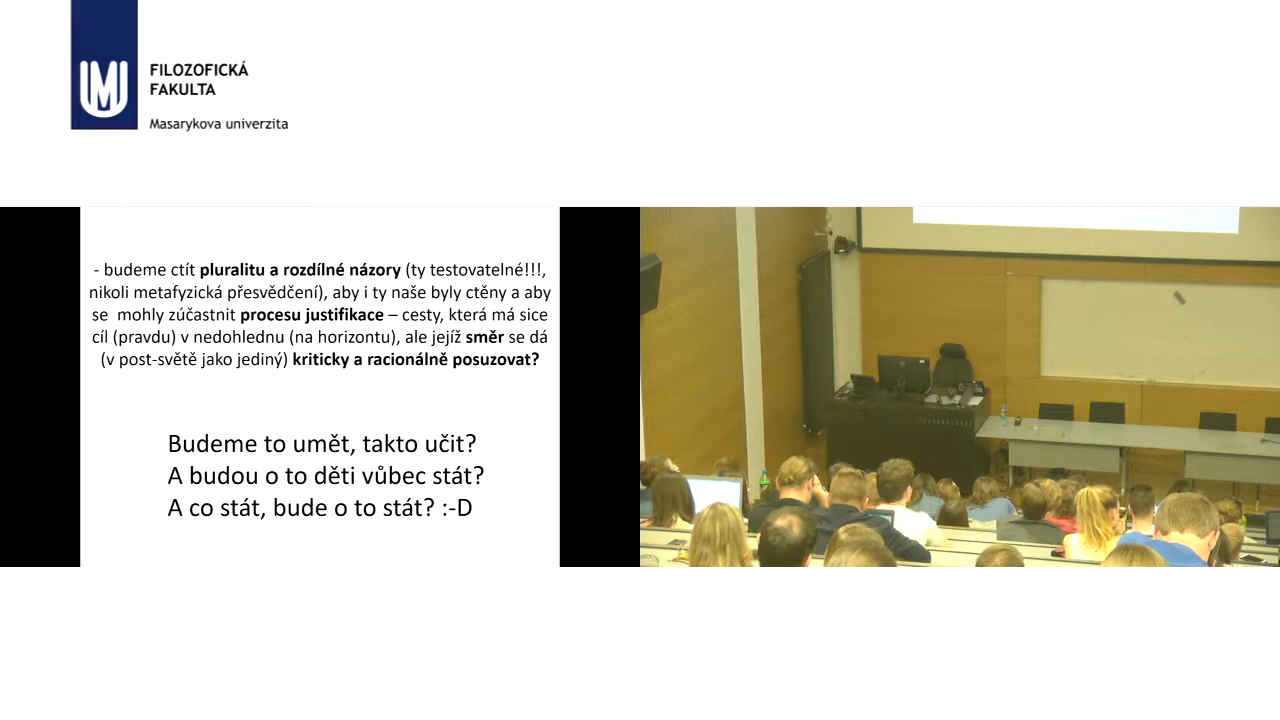 FILOZOFICKÁ
FAKULTA
Masarykova univerzita
- budeme ctít pluralitu a rozdílné názory (ty testovatelné!!!,
nikoli metafyzická přesvědčení), aby i ty naše byly ctěny a aby
se  mohly zúčastnit procesu justifikace – cesty, která má sice
cíl (pravdu) v nedohlednu (na horizontu), ale jejíž směr se dá
(v post-světě jako jediný) kriticky a racionálně posuzovat?
Budeme to umět, takto učit?
A budou o to děti vůbec stát?
A co stát, bude o to stát? :-D